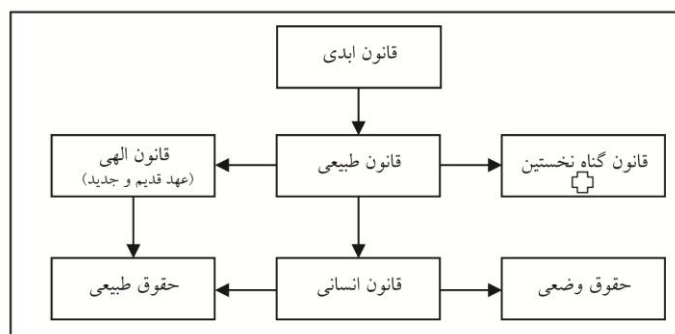 قانون ابدی
قانون گناه نخستین
قانون طبیعی
قانون الهی
(عهد قدیم و جدید)
حقوق وضعی
قانون انسانی
حقوق طبیعی